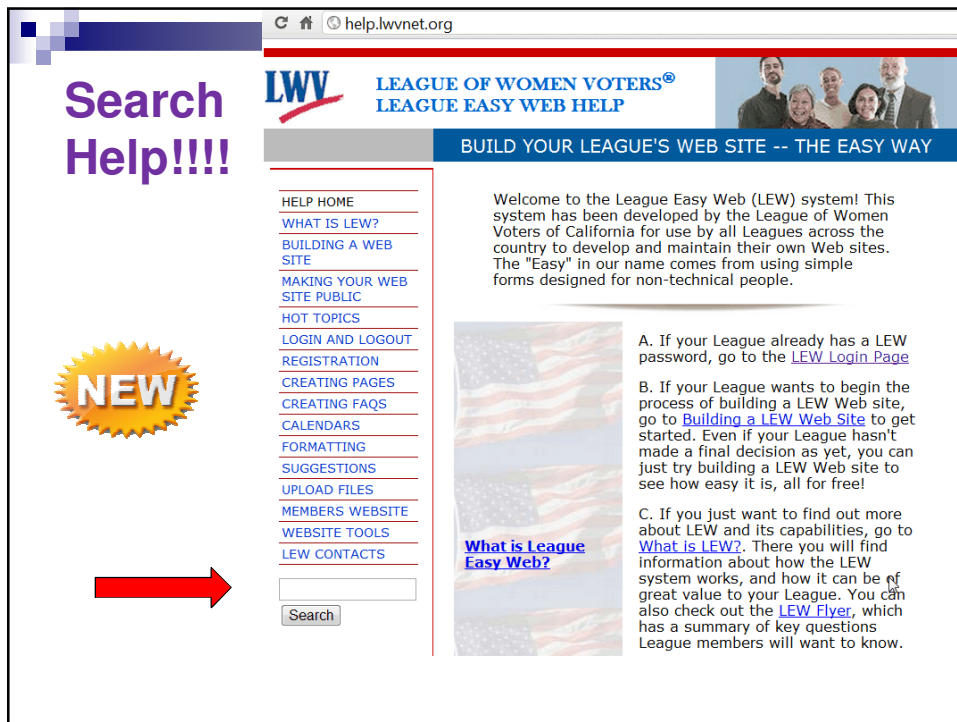 help.lwvnet.org
Search
Help!!!!
LWV
LEAGUE OF WOMEN VOTERS®
LEAGUE EASY WEB HELP
BUILD YOUR LEAGUE'S WEB SITE -- THE EASY WAY
HELP HOME
WHAT IS LEW?
BUILDING A WEB
SITE
MAKING YOUR WEB
SITE PUBLIC
HOT TOPICS
LOGIN AND LOGOUT
REGISTRATION
CREATING PAGES
CREATING FAQS
CALENDARS
FORMATTING
SUGGESTIONS
UPLOAD FILES
MEMBERS WEBSITE
WEBSITE TOOLS
LEW CONTACTS
Search
NEW
Welcome to the League Easy Web (LEW) system! This
system has been developed by the League of Women
Voters of California for use by all Leagues across the
country to develop and maintain their own Web sites.
The "Easy" in our name comes from using simple
forms designed for non-technical people.
What is League
Easy Web?
A. If your League already has a LEW
password, go to the LEW Login Page
B. If your League wants to begin the
process of building a LEW Web site,
go to Building a LEW Web Site to get
started. Even if your League hasn't
made a final decision as yet, you can
just try building a LEW Web site to
see how easy it is, all for free!
C. If you just want to find out more
about LEW and its capabilities, go to
What is LEW?. There you will find
information about how the LEW
system works, and how it can be of
great value to your League. You can
also check out the LEW Flyer, which
has a summary of key questions
League members will want to know.